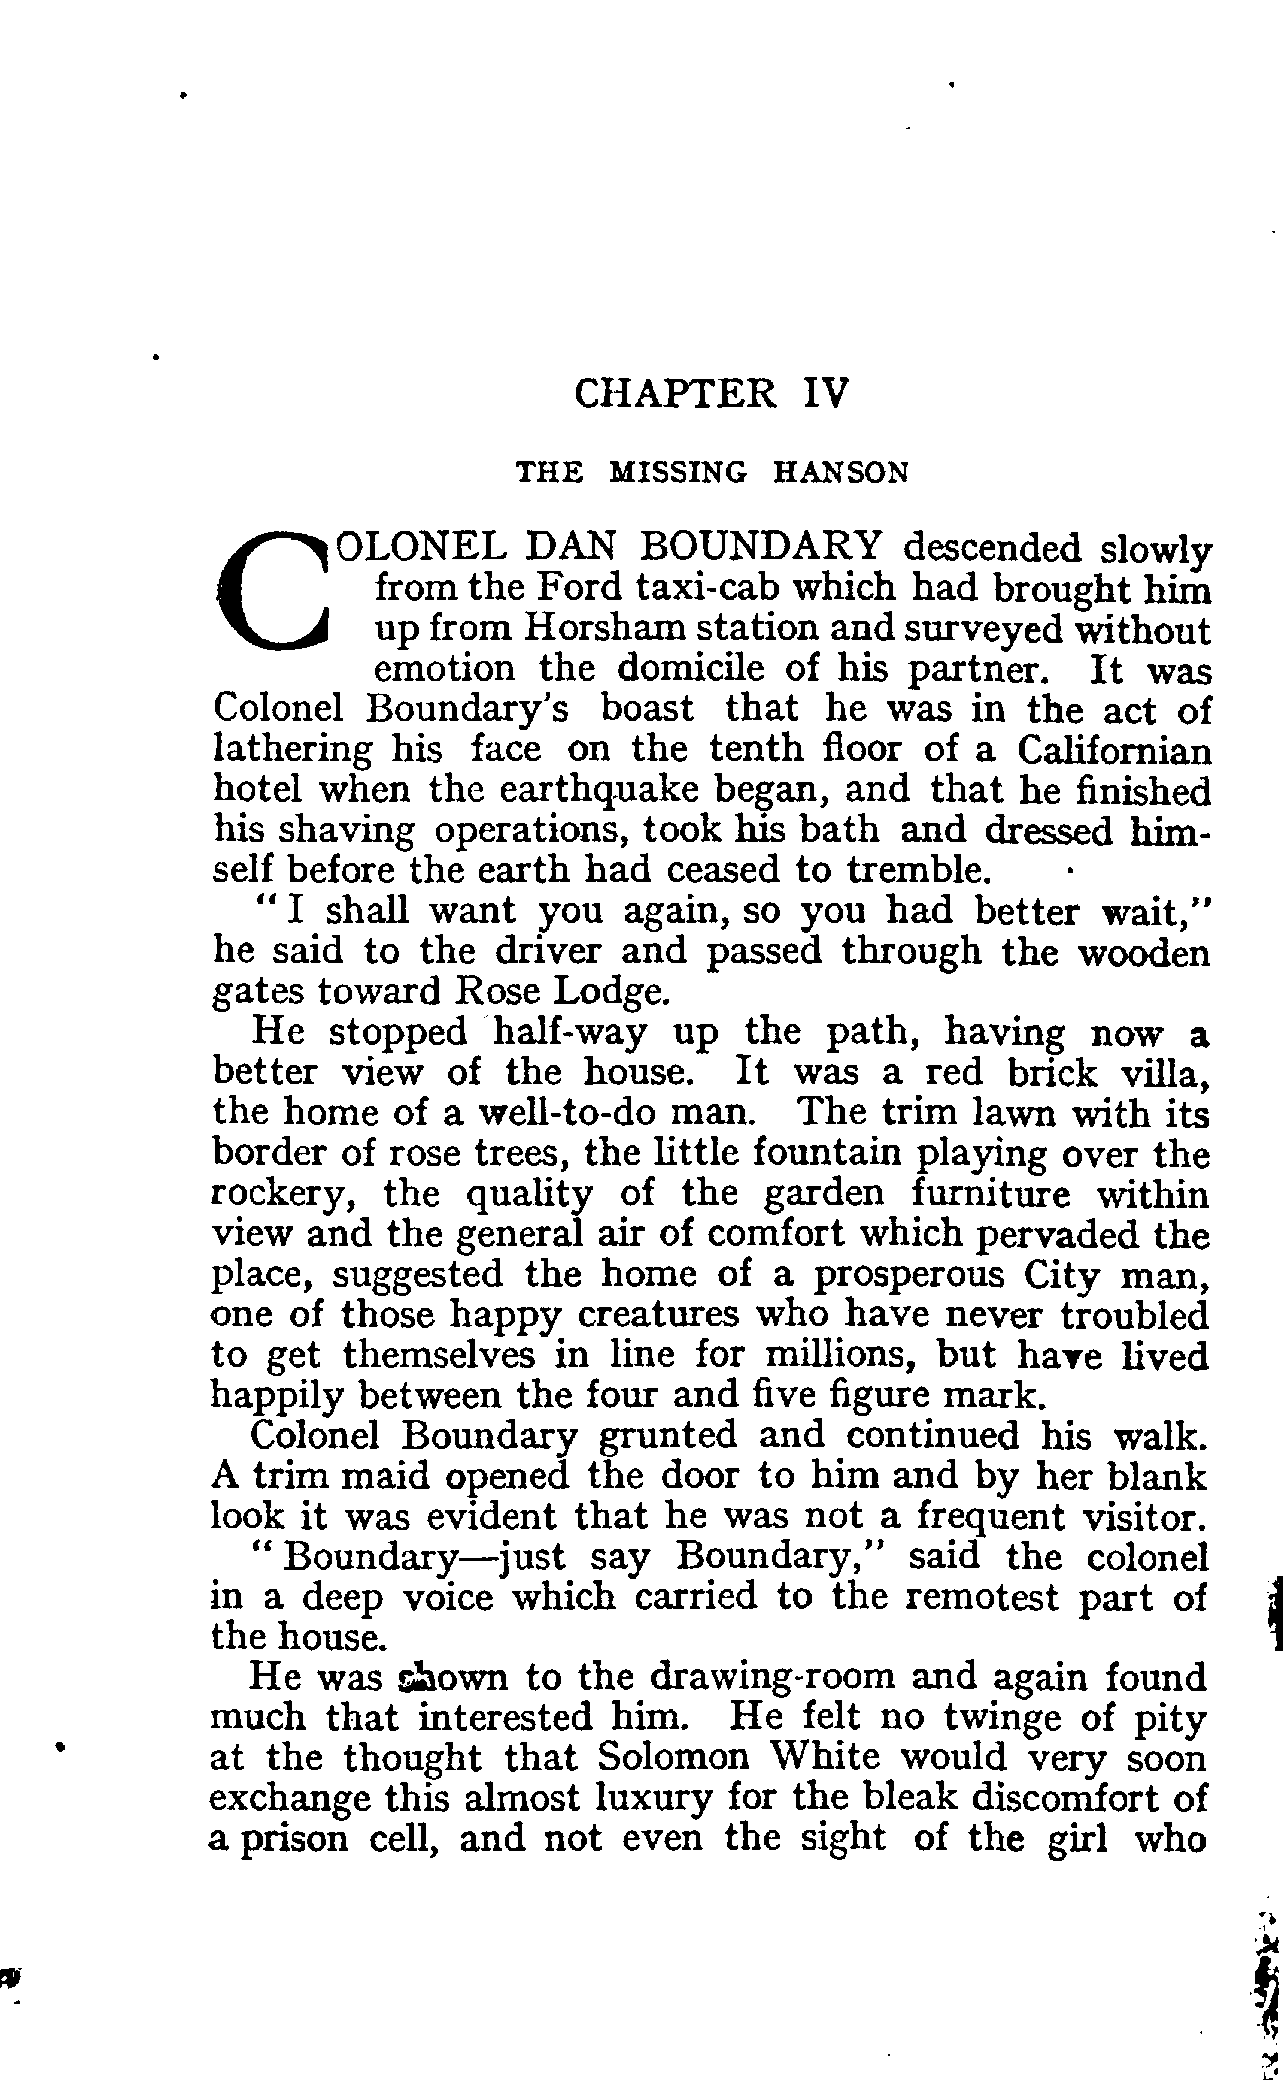 CHAPTER IV
THE MISSING HANSON
COLONEL DAN BOUNDARY descended slowly
from the Ford taxi-cab which had brought him
up from Horsham station and surveyed without
emotion the domicile of his partner. It was
Colonel Boundary's boast that he was in the act of
lathering his face on the tenth floor of a Californian
hotel when the earthquake began, and that he finished
his shaving operations, took his bath and dressed him-
self before the earth had ceased to tremble.
" I shall want you again, so you had better wait,"
he said to the driver and passed through the wooden
gates toward Rose Lodge.
He stopped half-way up the path, having now a
better view of the house. It was a red brick villa,
the home of a well-to-do man. The trim lawn with its
border of rose trees, the little fountain playing over the
rockery, the quality of the garden furniture within
view and the general air of comfort which pervaded the
place, suggested the home of a prosperous City man,
one of those happy creatures who have never troubled
to get themselves in line for millions, but have lived
happily between the four and five figure mark.
Colonel Boundary grunted and continued his walk.
A trim maid opened the door to him and by her blank
look it was evident that he was not a frequent visitor.
" Boundary—just say Boundary," said the colonel
in a deep voice which carried to the remotest part of
the house.
He was shown to the drawing-room and again found
much that interested him. He felt no twinge of pity
at the thought that Solomon White would very soon
exchange this almost luxury for the bleak discomfort of
a prison cell, and not even the sight of the girl who